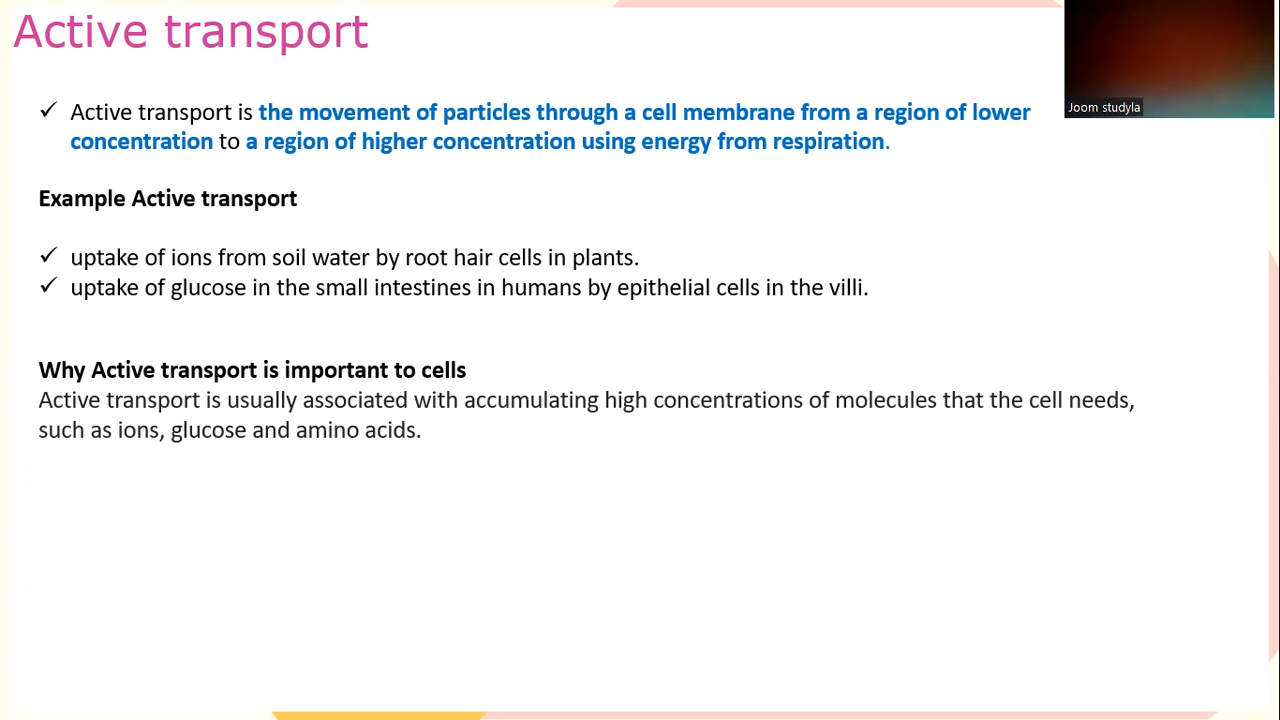 Active transport
Joom studyla
✓ Active transport is the movement of particles through a cell membrane from a region of lower
concentration to a region of higher concentration using energy from respiration.
Example Active transport
✓ uptake of ions from soil water by root hair cells in plants.
✓ uptake of glucose in the small intestines in humans by epithelial cells in the villi.
Why Active transport is important to cells
Active transport is usually associated with accumulating high concentrations of molecules that the cell needs,
such as ions, glucose and amino acids.